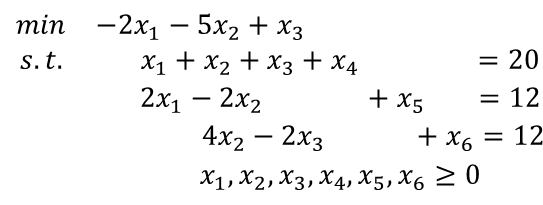 min −2x₁ − 5x₂ + x₃
s.t. x₁ + x₂ + x₃ + x₄ = 20
2x₁ − 2x₂ + x₅ = 12
4x₂ − 2x₃ + x₆ = 12
x₁, x₂, x₃, x₄, x₅, x₆ ≥ 0